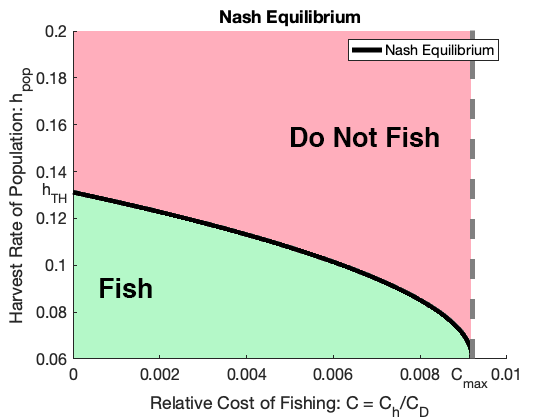 Nash Equilibrium
0.2
Nash Equilibrium
0.18
0.16
Do Not Fish
0.14
h_TH
0.12
0.1
Fish
0.08
0.06
0 0.002 0.004 0.006 0.008 C_max 0.01
Harvest Rate of Population: h_pop
Relative Cost of Fishing: C = C_h/C_D